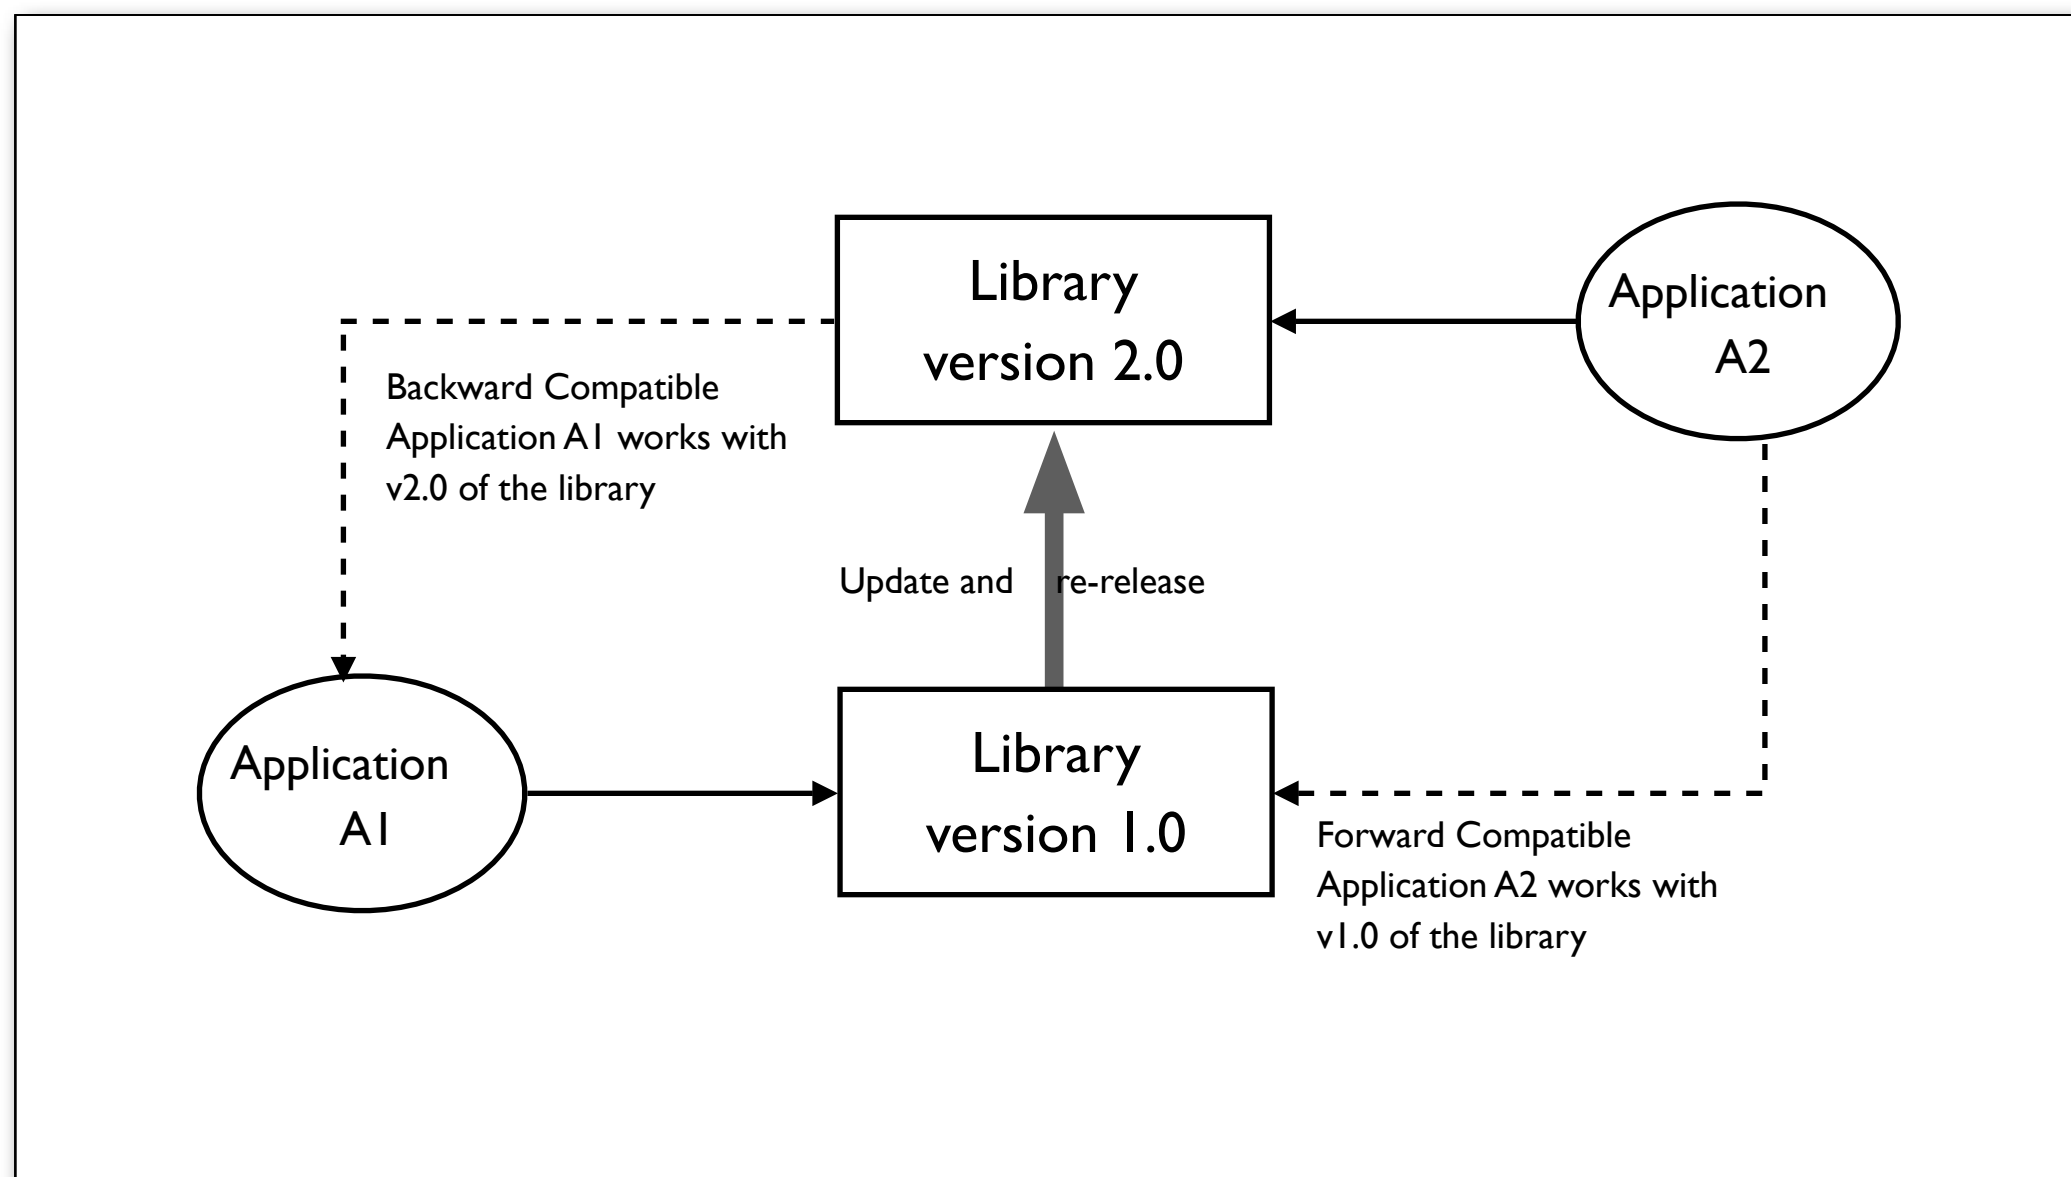 Library
version 2.0
Application
A2
Backward Compatible
Application A1 works with
v2.0 of the library
Update and re-release
Application
A1
Library
version 1.0
Forward Compatible
Application A2 works with
v1.0 of the library